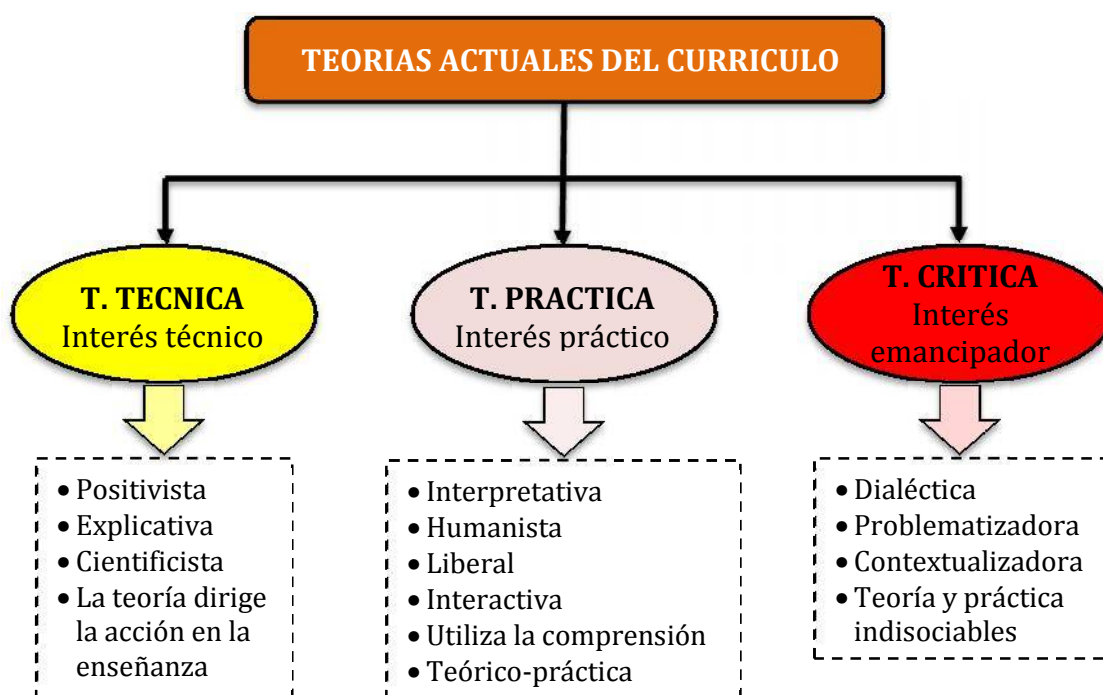 TEORIAS ACTUALES DEL CURRICULO
T. TECNICA
Interés técnico
T. PRACTICA
Interés práctico
T. CRITICA
Interés
emancipador
• Positivista
• Explicativa
• Cientificista
• La teoría dirige
la acción en la
enseñanza
• Interpretativa
• Humanista
• Liberal
• Interactiva
• Utiliza la comprensión
• Teórico-práctica
• Dialéctica
• Problematizadora
• Contextualizadora
• Teoría y práctica
indisociables